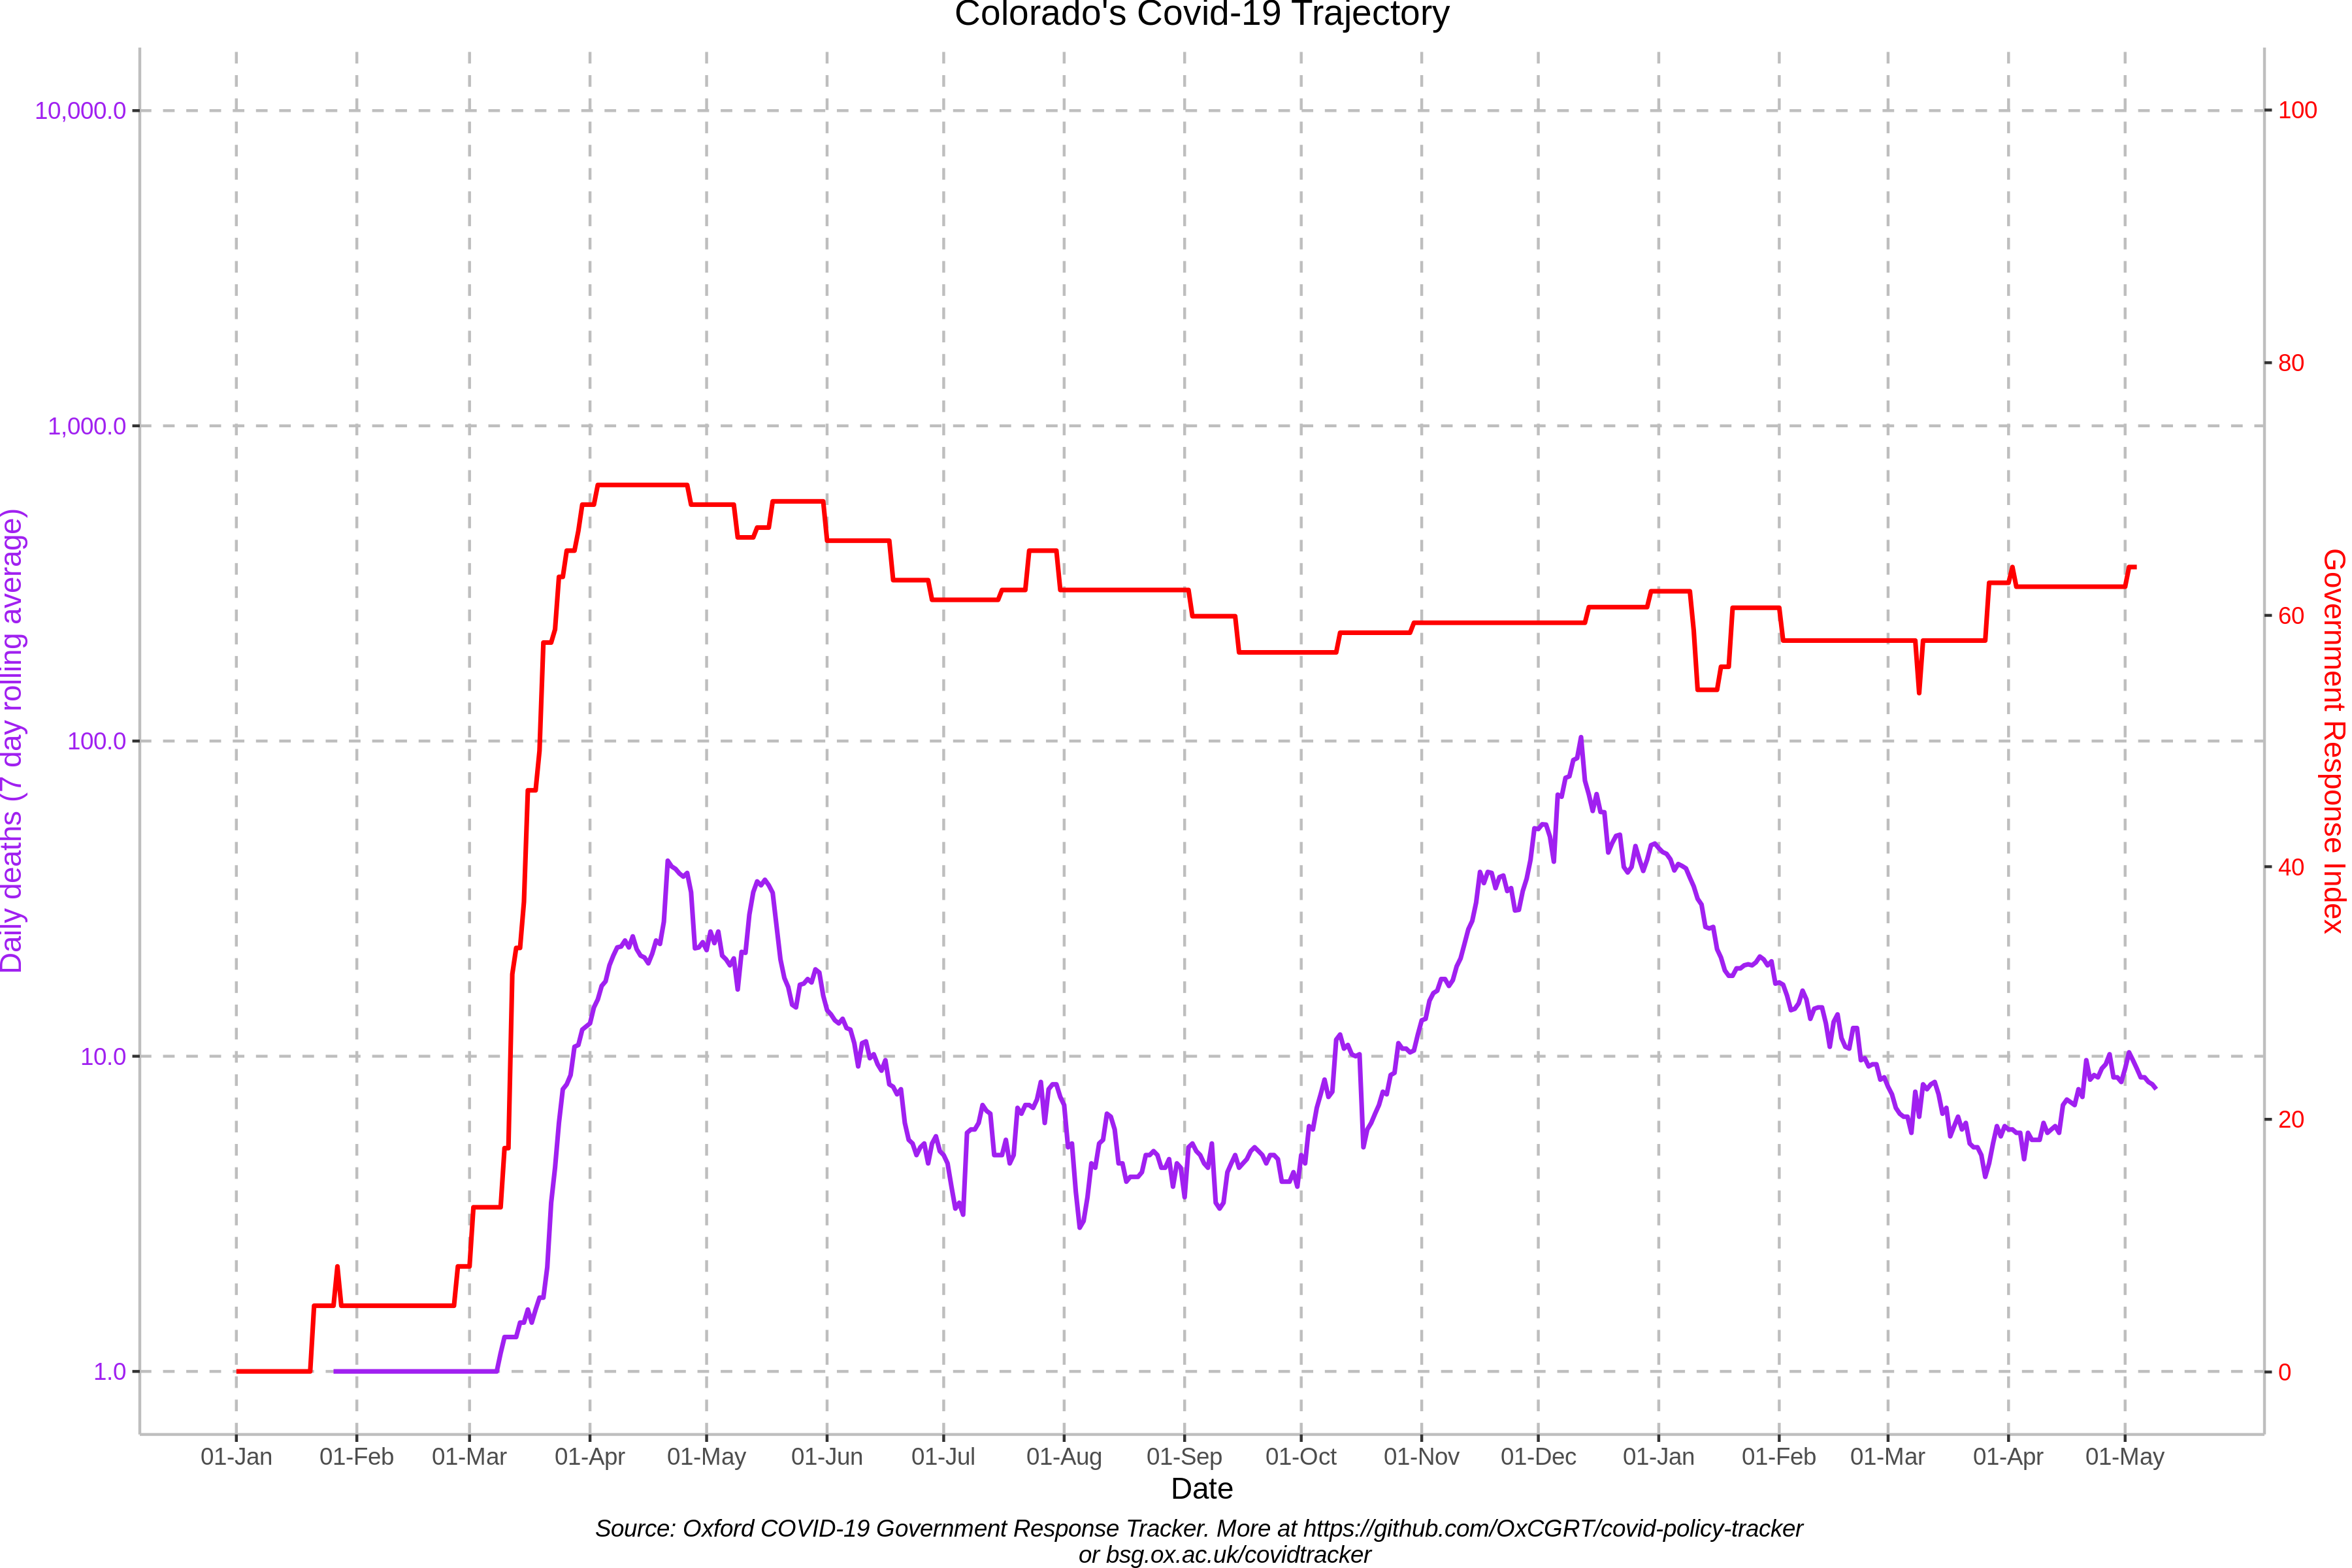 Colorado's Covid-19 Trajectory
Daily deaths (7 day rolling average)
10,000.0
1,000.0
100.0
10.0
1.0
100
80
60
40
20
0
Government Response Index
01-Jan 01-Feb 01-Mar 01-Apr 01-May 01-Jun 01-Jul 01-Aug 01-Sep 01-Oct 01-Nov 01-Dec 01-Jan 01-Feb 01-Mar 01-Apr 01-May
Date
Source: Oxford COVID-19 Government Response Tracker. More at https://github.com/OxCGRT/covid-policy-tracker
or bsg.ox.ac.uk/covidtracker